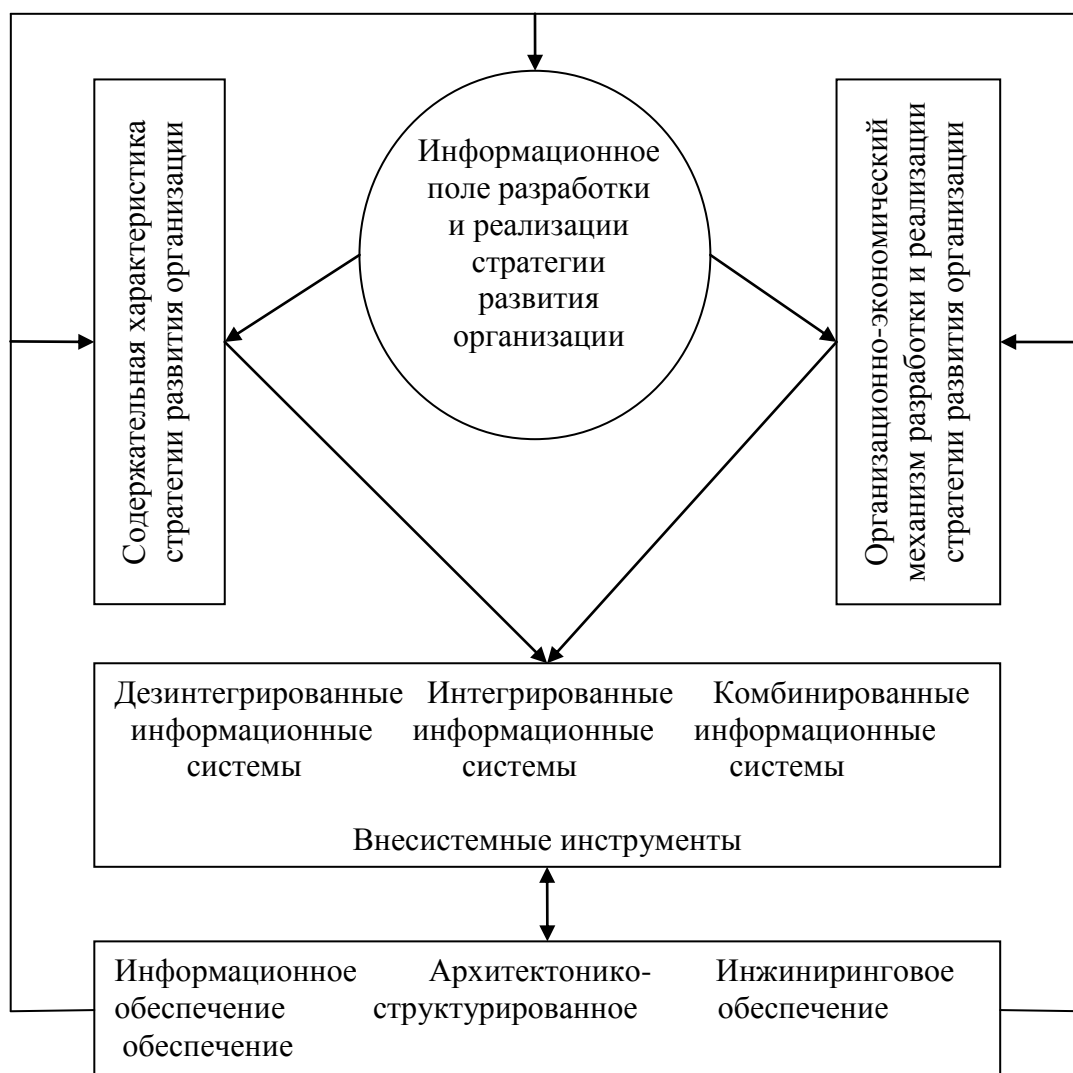 Информационное
поле разработки
и реализации
стратегии
развития
организации
Содержательная характеристика
стратегии развития организации
Организационно-экономический
механизм разработки и реализации
стратегии развития организации
Дезинтегрированные Интегрированные Комбинированные
информационные информационные информационные
системы системы системы
Внесистемные инструменты
Информационное Архитектонико- Инжиниринговое
обеспечение структурированное обеспечение
обеспечение